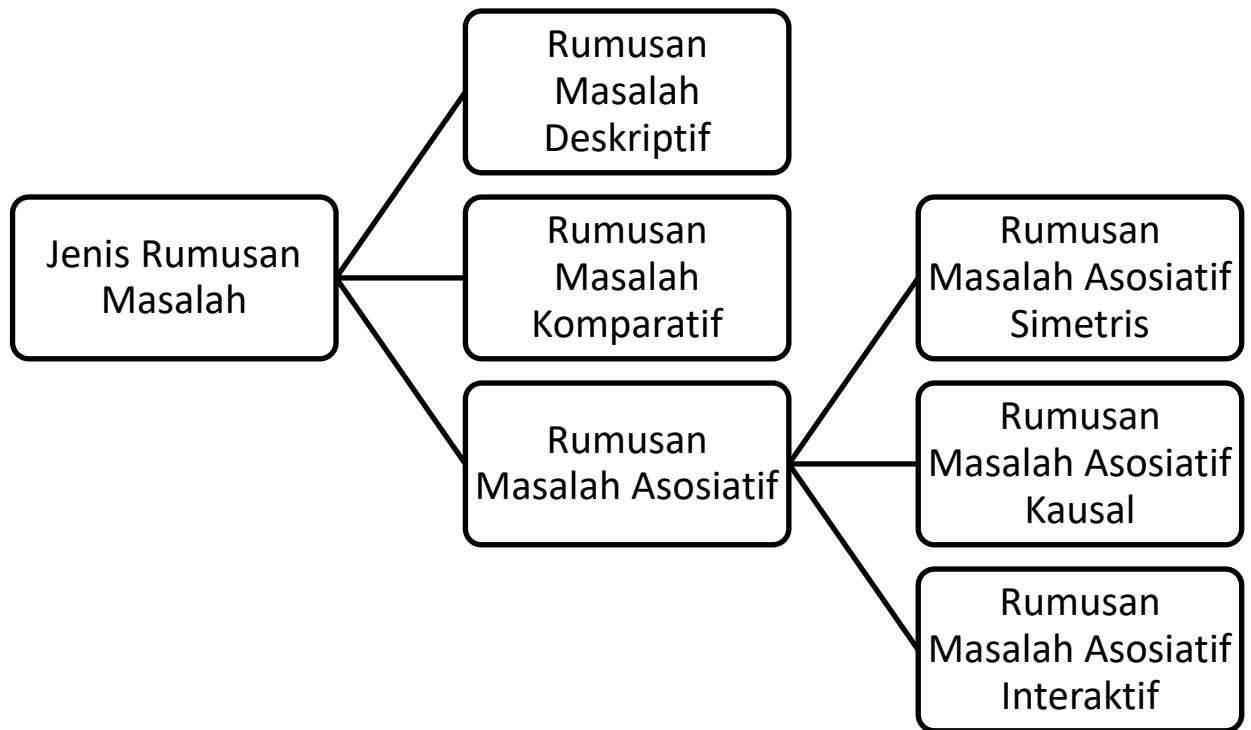 Jenis Rumusan
Masalah
Rumusan
Masalah
Deskriptif
Rumusan
Masalah
Komparatif
Rumusan
Masalah Asosiatif
Rumusan
Masalah Asosiatif
Simetris
Rumusan
Masalah Asosiatif
Kausal
Rumusan
Masalah Asosiatif
Interaktif